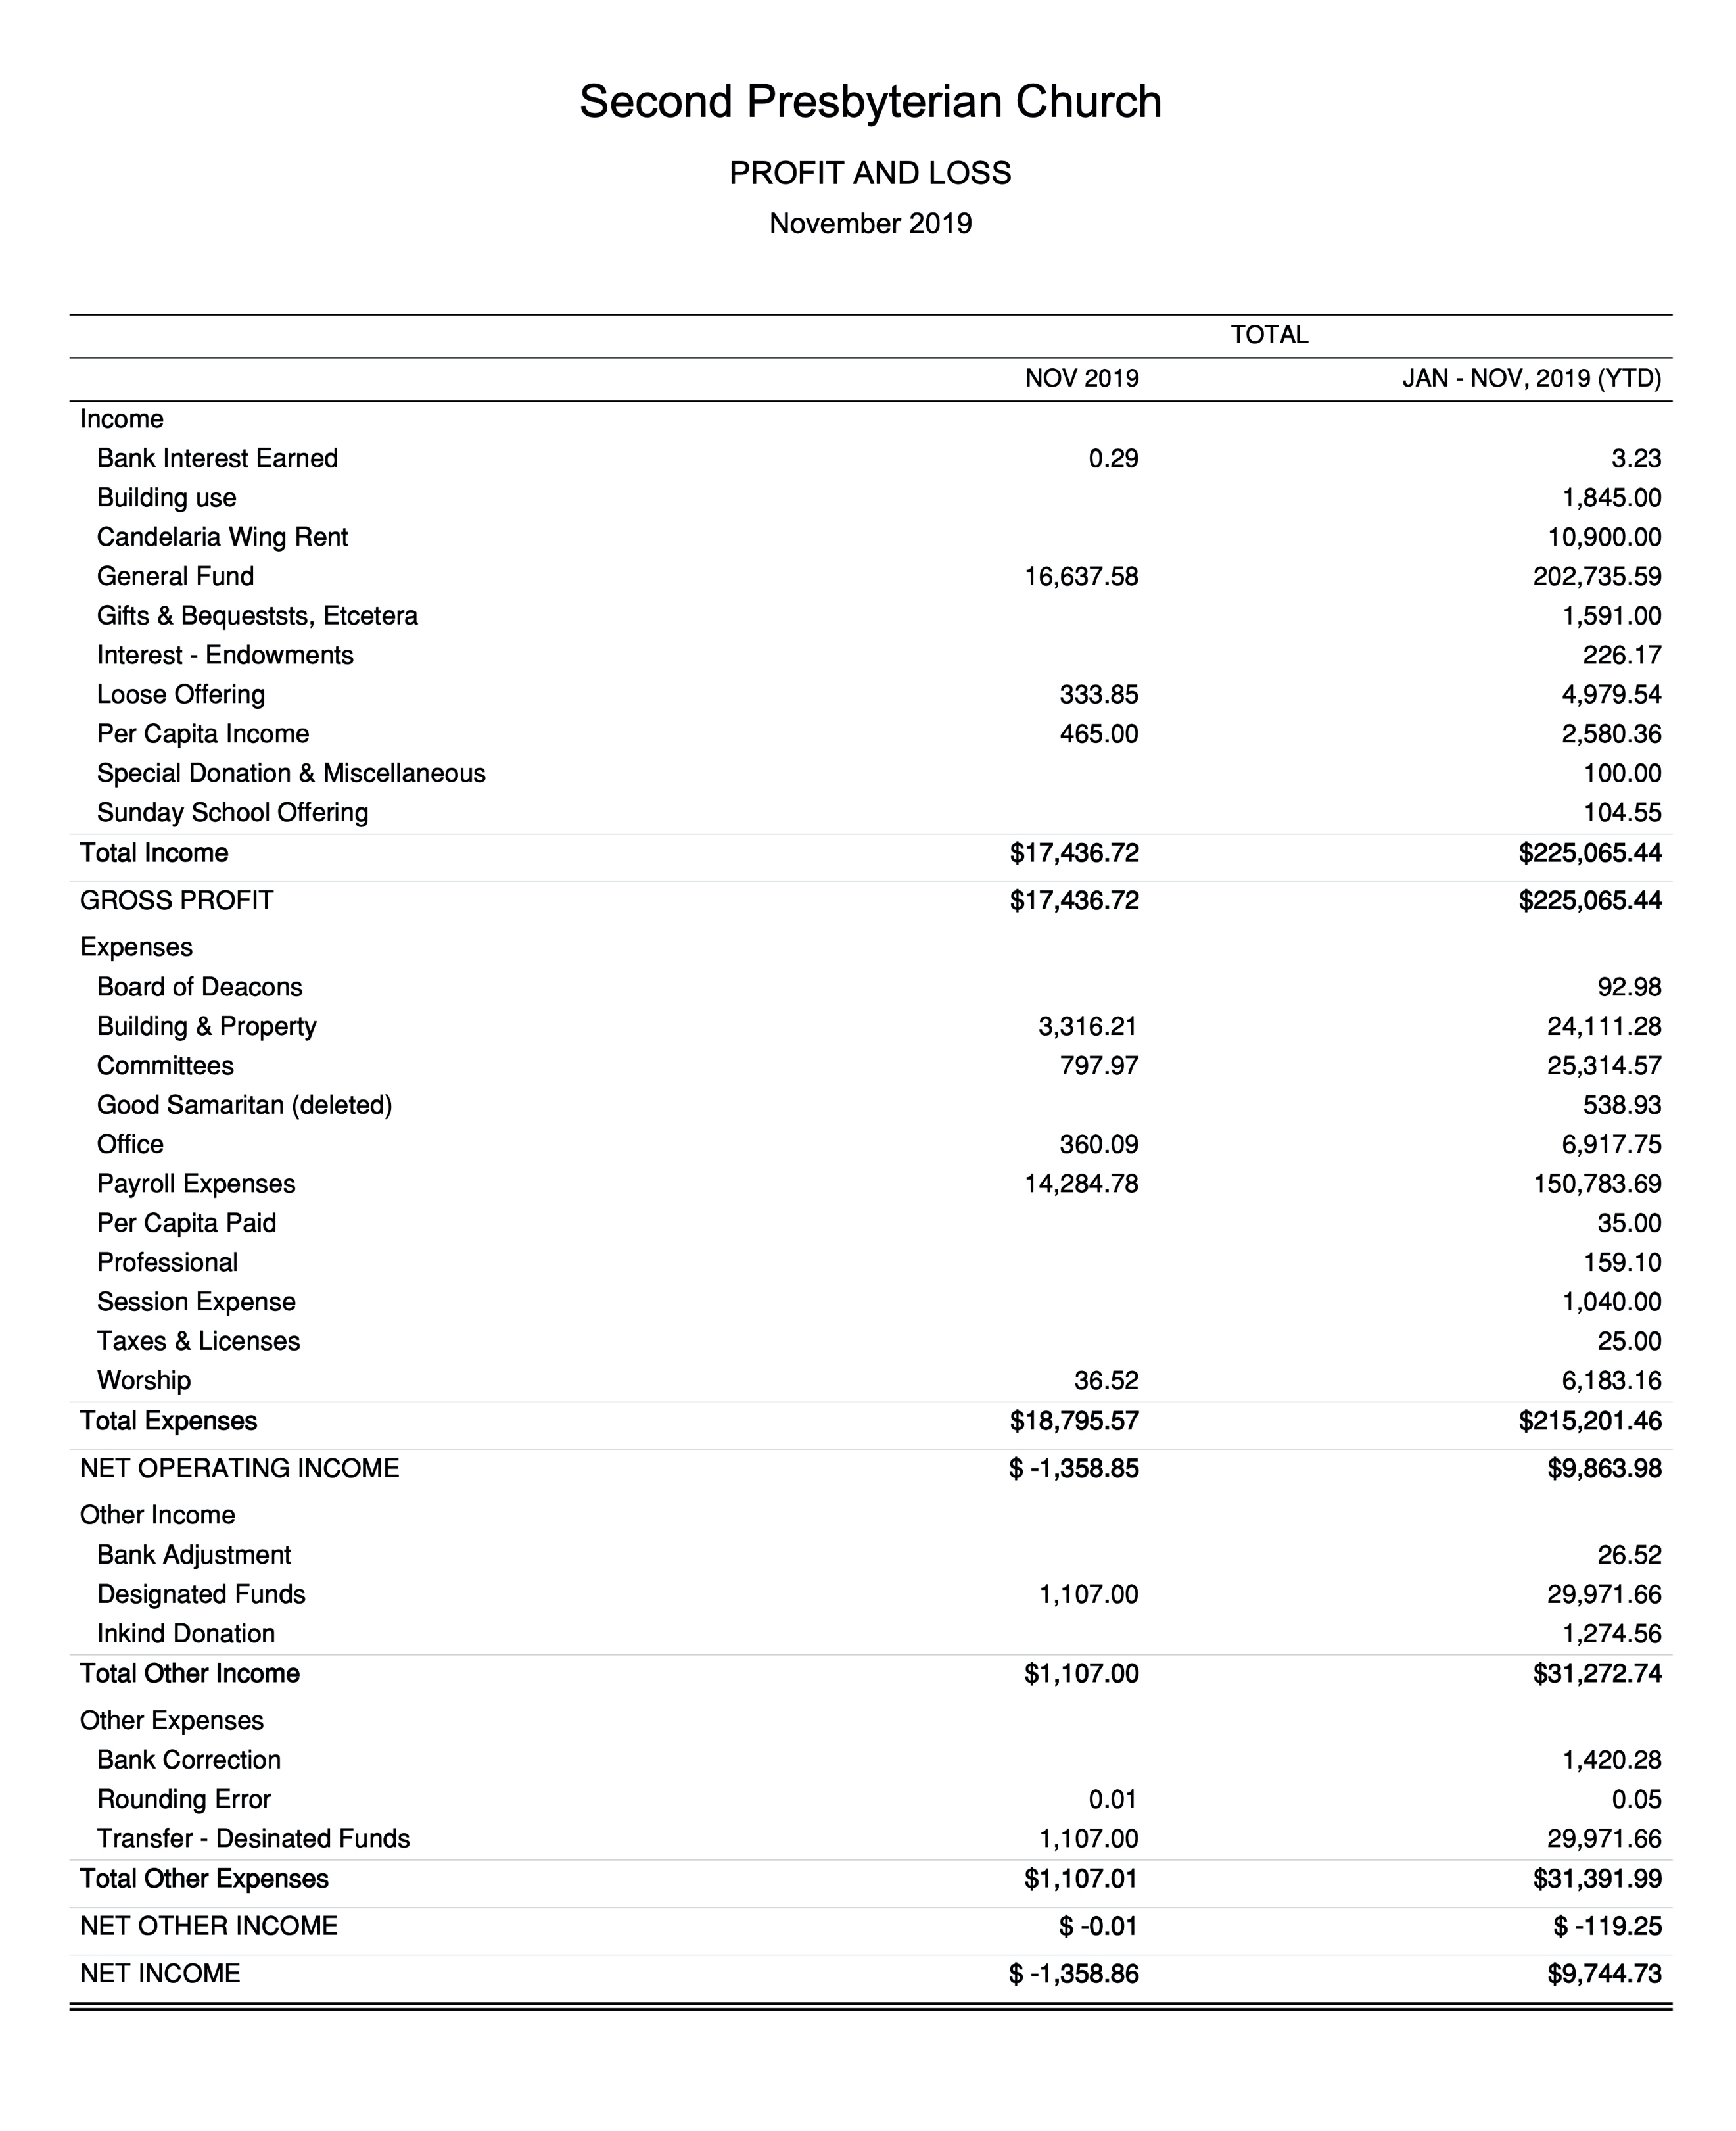 Second Presbyterian Church
PROFIT AND LOSS
November 2019
TOTAL
NOV 2019 JAN - NOV, 2019 (YTD)
Income
Bank Interest Earned 0.29 3.23
Building use 1,845.00
Candelaria Wing Rent 10,900.00
General Fund 16,637.58 202,735.59
Gifts & Bequeststs, Etcetera 1,591.00
Interest - Endowments 226.17
Loose Offering 333.85 4,979.54
Per Capita Income 465.00 2,580.36
Special Donation & Miscellaneous 100.00
Sunday School Offering 104.55
Total Income $17,436.72 $225,065.44
GROSS PROFIT $17,436.72 $225,065.44
Expenses
Board of Deacons 92.98
Building & Property 3,316.21 24,111.28
Committees 797.97 25,314.57
Good Samaritan (deleted) 538.93
Office 360.09 6,917.75
Payroll Expenses 14,284.78 150,783.69
Per Capita Paid 35.00
Professional 159.10
Session Expense 1,040.00
Taxes & Licenses 25.00
Worship 36.52 6,183.16
Total Expenses $18,795.57 $215,201.46
NET OPERATING INCOME $ -1,358.85 $9,863.98
Other Income
Bank Adjustment 26.52
Designated Funds 1,107.00 29,971.66
Inkind Donation 1,274.56
Total Other Income $1,107.00 $31,272.74
Other Expenses
Bank Correction 1,420.28
Rounding Error 0.01 0.05
Transfer - Desinated Funds 1,107.00 29,971.66
Total Other Expenses $1,107.01 $31,391.99
NET OTHER INCOME $ -0.01 $ -119.25
NET INCOME $ -1,358.86 $9,744.73